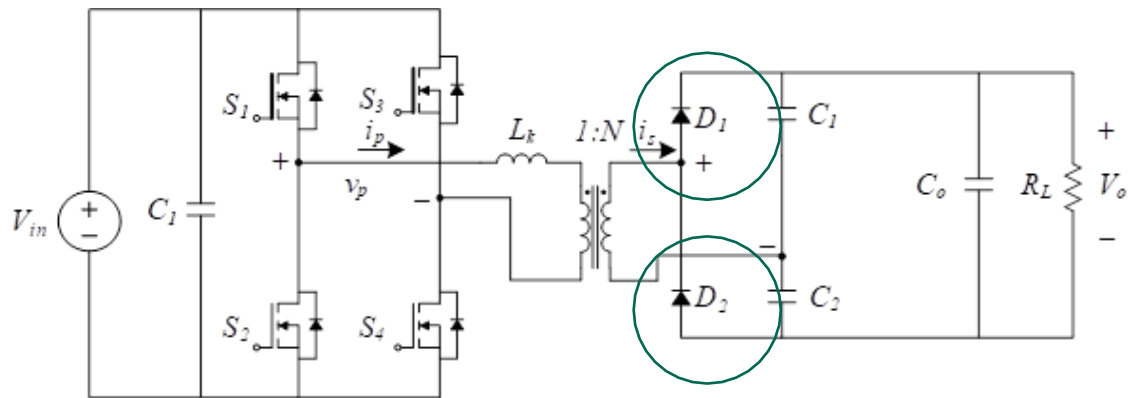 S1
S3
D1
C1
ip
Lk
1:N
is
+
+
+
vp
−
Vin
+
−
C1
Co
RL
Vo
−
−
S2
S4
D2
C2